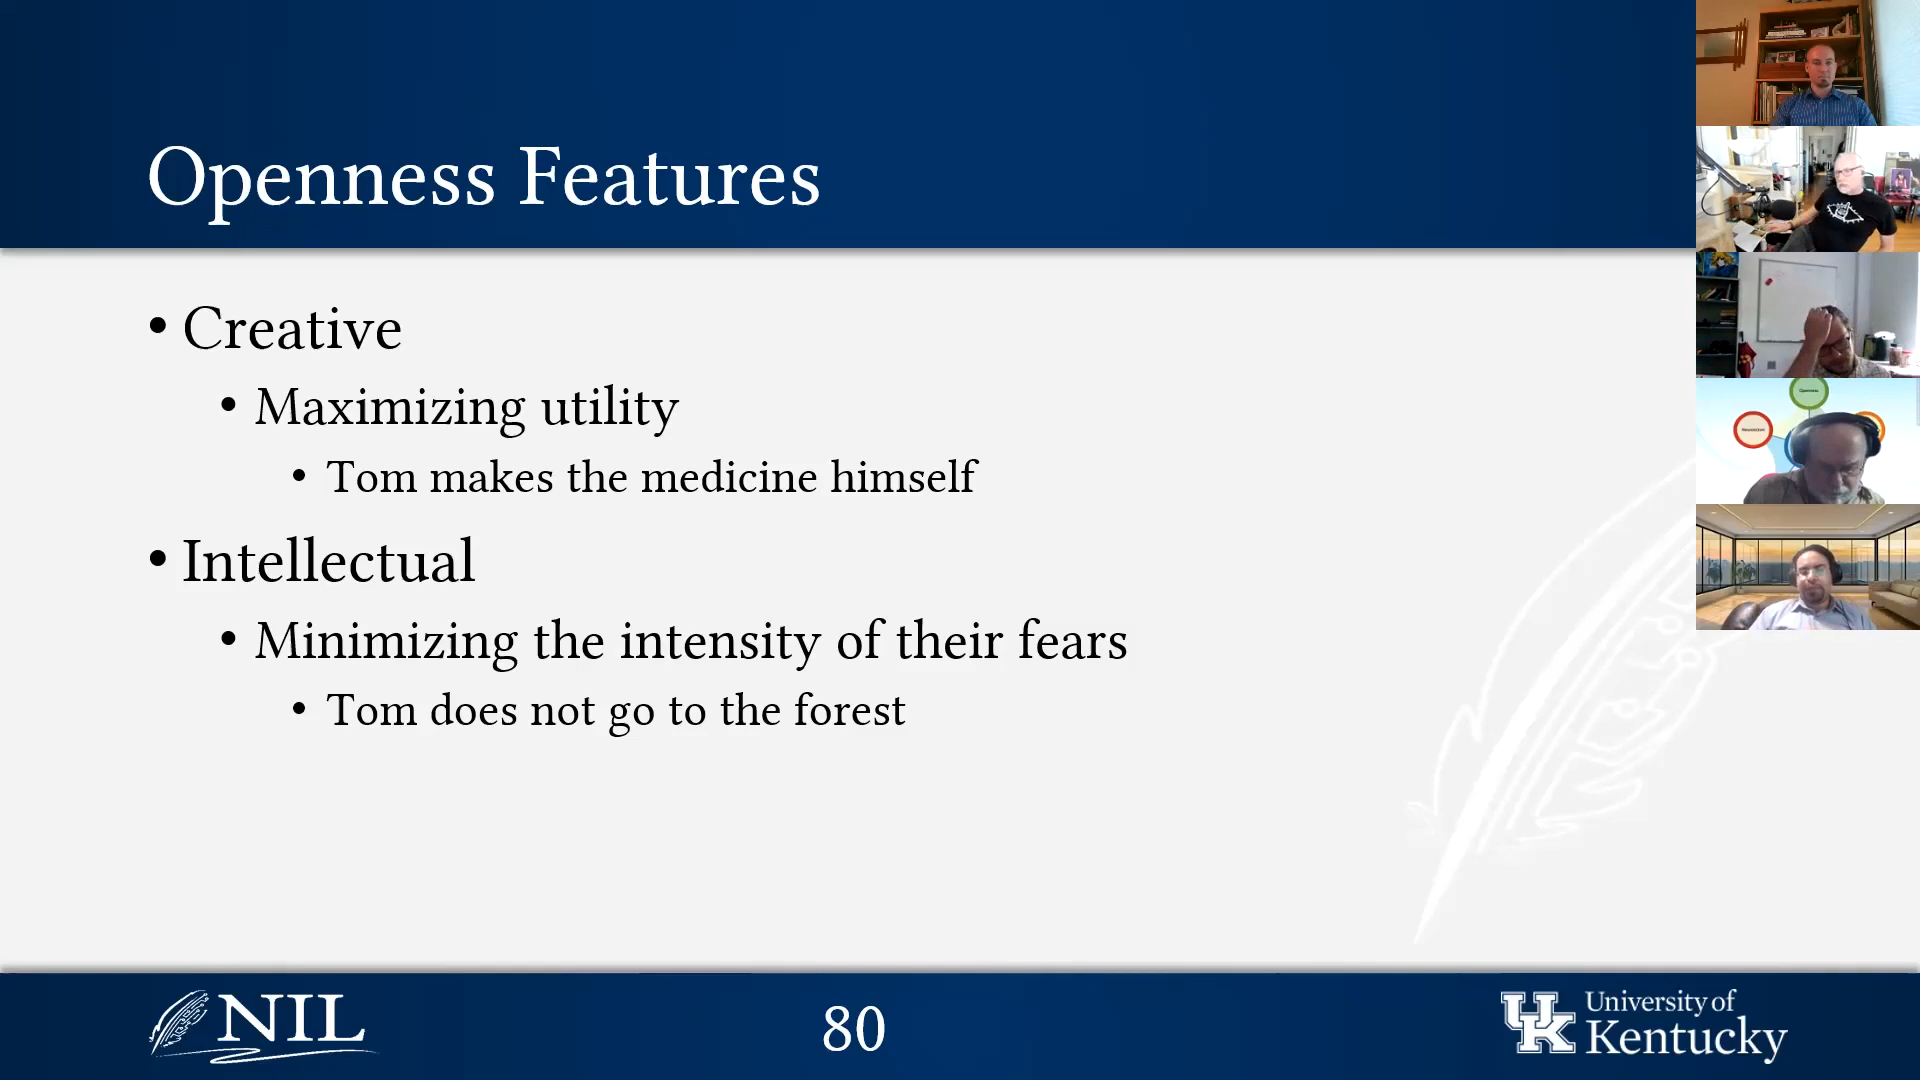 Openness Features
• Creative
• Maximizing utility
• Tom makes the medicine himself
• Intellectual
• Minimizing the intensity of their fears
• Tom does not go to the forest
NIL
80
UK
University of
Kentucky